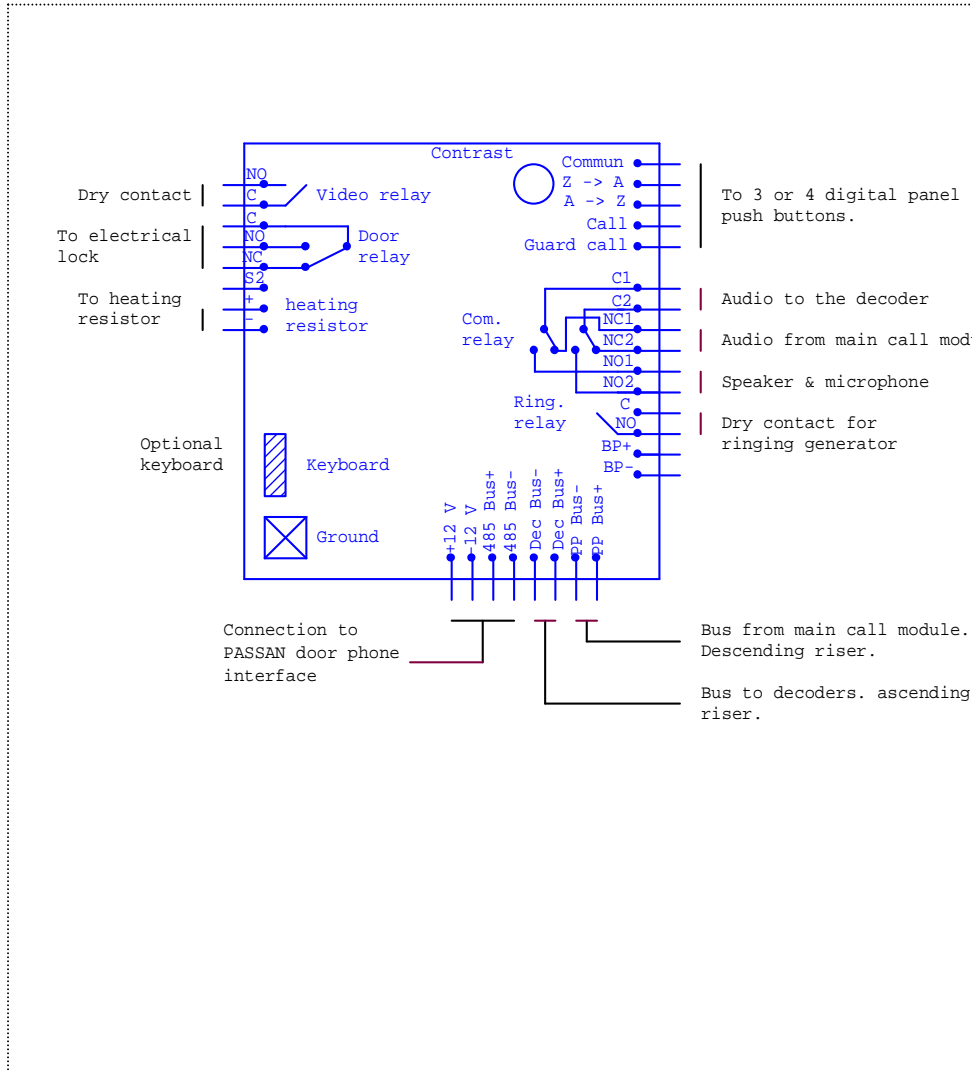 Contrast
NO
Dry contact
C
Video relay
C
To electrical
lock
NO
NC
Door
relay
S2
To heating
resistor
+
-
heating
resistor
Commun
Z -> A
A -> Z
Call
Guard call
To 3 or 4 digital panel
push buttons.
C1
C2
NC1
NC2
NO1
NO2
C
NO
BP+
BP-
Com.
relay
Ring.
relay
Audio to the decoder
Audio from main call
Speaker & microphone
Dry contact for
ringing generator
Optional
keyboard
Keyboard
Ground
+12 V
-12 V
485 Bus+
485 Bus-
Dec Bus-
Dec Bus+
PP Bus-
PP Bus+
Connection to
PASSAN door phone
interface
Bus from main call module.
Descending riser.
Bus to decoders. ascending
riser.